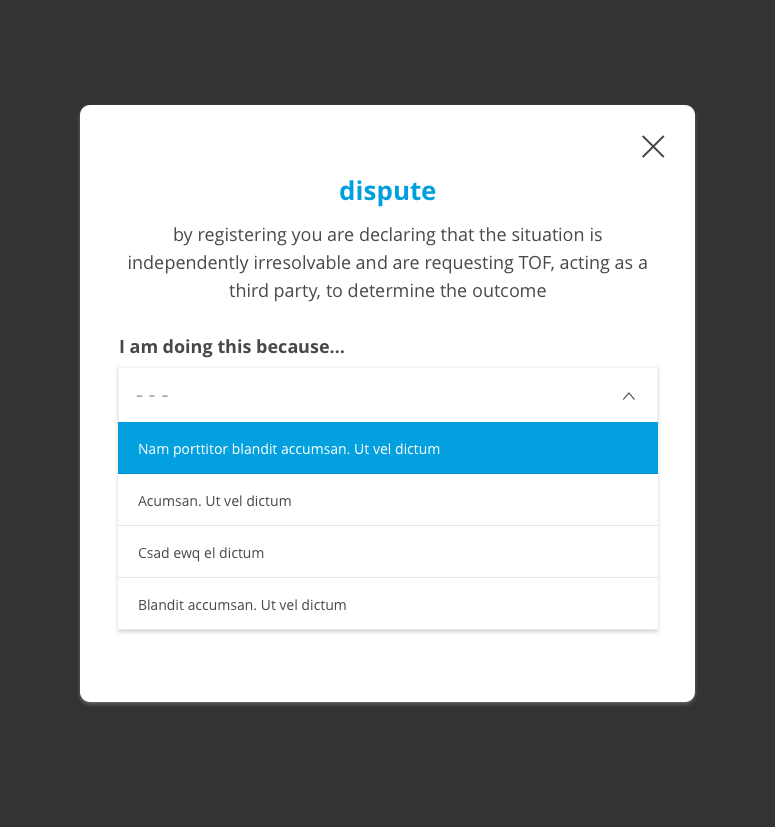 dispute
by registering you are declaring that the situation is
independently irresolvable and are requesting TOF, acting as a
third party, to determine the outcome
I am doing this because...
- - -
Nam porttitor blandit accumsan. Ut vel dictum
Acumsan. Ut vel dictum
Csad ewq el dictum
Blandit accumsan. Ut vel dictum